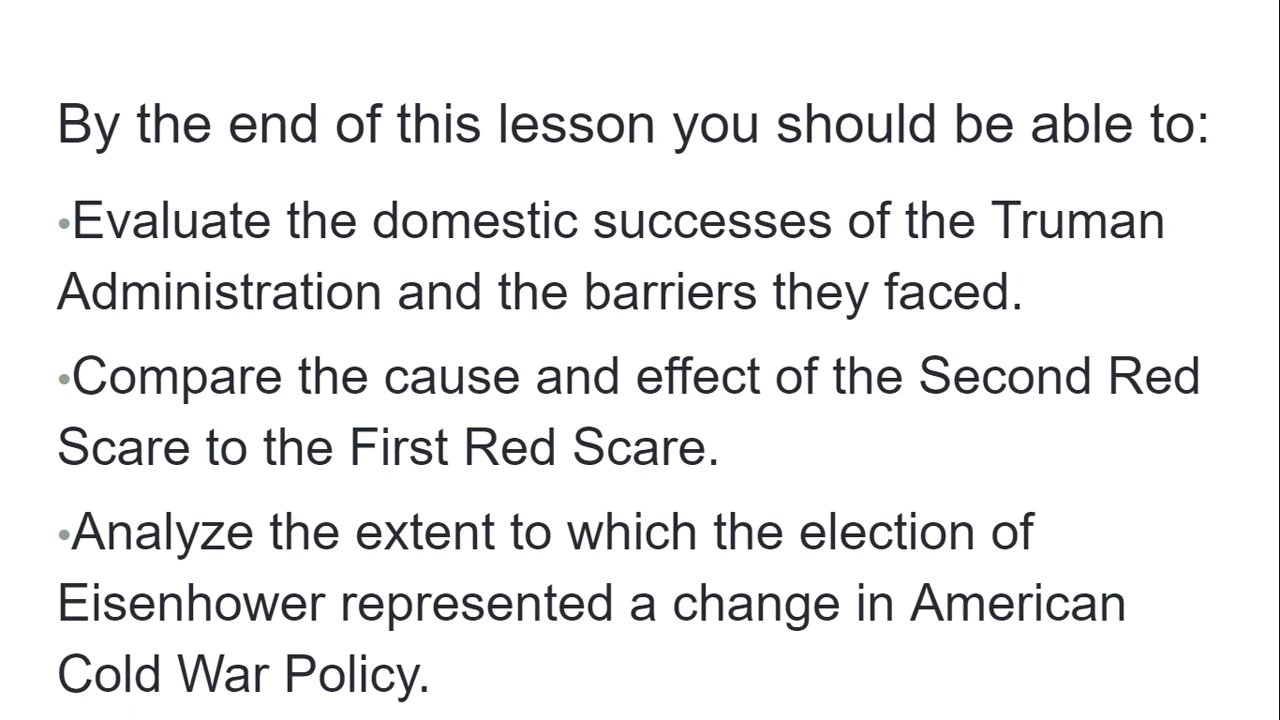 By the end of this lesson you should be able to:
•Evaluate the domestic successes of the Truman
Administration and the barriers they faced.
•Compare the cause and effect of the Second Red
Scare to the First Red Scare.
•Analyze the extent to which the election of
Eisenhower represented a change in American
Cold War Policy.